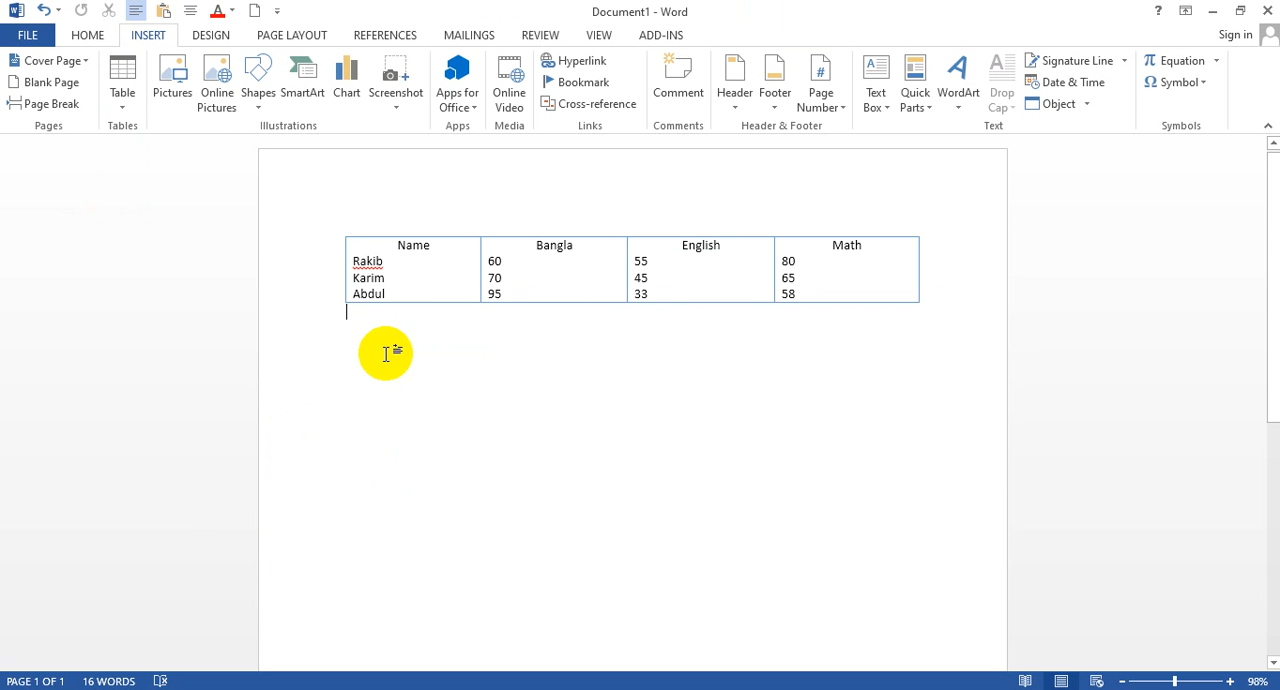 Document1 - Word
?
FILE HOME INSERT DESIGN PAGE LAYOUT REFERENCES MAILINGS REVIEW VIEW ADD-INS Sign in
Cover Page
Blank Page
Page Break
Pages
Table
Tables
Pictures
Online Pictures
Shapes
SmartArt
Chart
Screenshot
Illustrations
Apps for Office
Apps
Online Video
Media
Hyperlink
Bookmark
Cross-reference
Links
Comment
Comments
Header
Footer
Page Number
Header & Footer
Text Box
Quick Parts
WordArt
Drop Cap
Signature Line
Date & Time
Object
Text
Equation
Symbol
Symbols
Name Bangla English Math
Rakib 60 55 80
Karim 70 45 65
Abdul 95 33 58
PAGE 1 OF 1 16 WORDS 98%